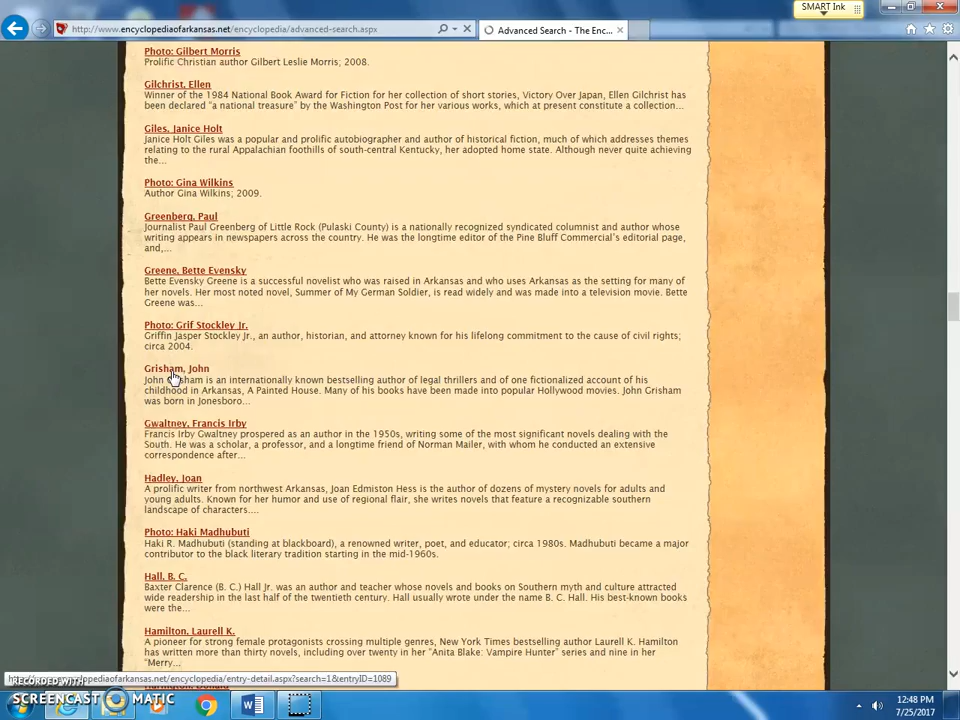 SMART Ink
http://www.encyclopediaofarkansas.net/encyclopedia/advanced-search.aspx
Advanced Search - The Enc...
Photo: Gilbert Morris
Prolific Christian author Gilbert Leslie Morris; 2008.
Gilchrist, Ellen
Winner of the 1984 National Book Award for Fiction for her collection of short stories, Victory Over Japan, Ellen Gilchrist has
been declared "a national treasure" by the Washington Post for her various works, which at present constitute a collection...
Giles, Janice Holt
Janice Holt Giles was a popular and prolific autobiographer and author of historical fiction, much of which addresses themes
relating to the rural Appalachian foothills of south-central Kentucky, her adopted home state. Although never quite achieving
the...
Photo: Gina Wilkins
Author Gina Wilkins; 2009.
Greenberg, Paul
Journalist Paul Greenberg of Little Rock (Pulaski County) is a nationally recognized syndicated columnist and author whose
writing appears in newspapers across the country. He was the longtime editor of the Pine Bluff Commercial's editorial page,
and,...
Greene, Bette Evensky
Bette Evensky Greene is a successful novelist who was raised in Arkansas and who uses Arkansas as the setting for many of
her novels. Her most noted novel, Summer of My German Soldier, is read widely and was made into a television movie. Bette
Greene was...
Photo: Grif Stockley Jr.
Griffin Jasper Stockley Jr., an author, historian, and attorney known for his lifelong commitment to the cause of civil rights;
circa 2004.
Grisham, John
John Grisham is an internationally known bestselling author of legal thrillers and of one fictionalized account of his
childhood in Arkansas, A Painted House. Many of his books have been made into popular Hollywood movies. John Grisham
was born in Jonesboro...
Gwaltney, Francis Irby
Francis Irby Gwaltney prospered as an author in the 1950s, writing some of the most significant novels dealing with the
South. He was a scholar, a professor, and a longtime friend of Norman Mailer, with whom he conducted an extensive
correspondence after...
Hadley, Joan
A prolific writer from northwest Arkansas, Joan Edmiston Hess is the author of dozens of mystery novels for adults and
young adults. Known for her humor and use of regional flair, she writes novels that feature a recognizable southern
landscape of characters....
Photo: Haki Madhubuti
Haki R. Madhubuti (standing at blackboard), a renowned writer, poet, and educator; circa 1980s. Madhubuti became a major
contributor to the black literary tradition starting in the mid-1960s.
Hall, B. C.
Baxter Clarence (B. C.) Hall Jr. was an author and teacher whose novels and books on Southern myth and culture attracted
wide readership in the last half of the twentieth century. Hall usually wrote under the name B. C. Hall. His best-known books
were the...
Hamilton, Laurell K.
A pioneer for strong female protagonists crossing multiple genres, New York Times bestselling author Laurell K. Hamilton
has written more than thirty novels, including over twenty in her "Anita Blake: Vampire Hunter" series and nine in her
"Merry...
opediaofarkansas.net/encyclopedia/entry-detail.aspx?search=1&entryID=1089
RECORDED WITH
SCREENCAST MATIC
12:48 PM
7/25/2017